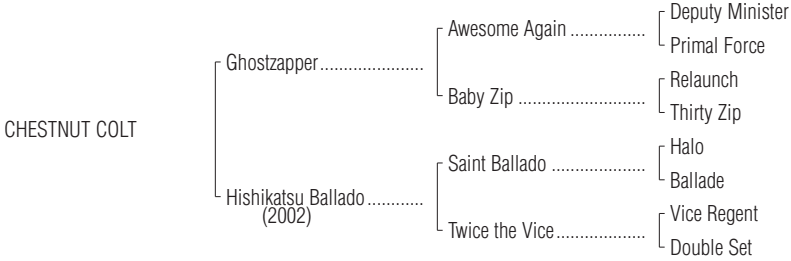 Deputy Minister
Awesome Again ................
Primal Force
Ghostzapper......................
Relaunch
Baby Zip ...........................
Thirty Zip
CHESTNUT COLT
Halo
Saint Ballado ....................
Ballade
Hishikatsu Ballado............
(2002)
Vice Regent
Twice the Vice...................
Double Set